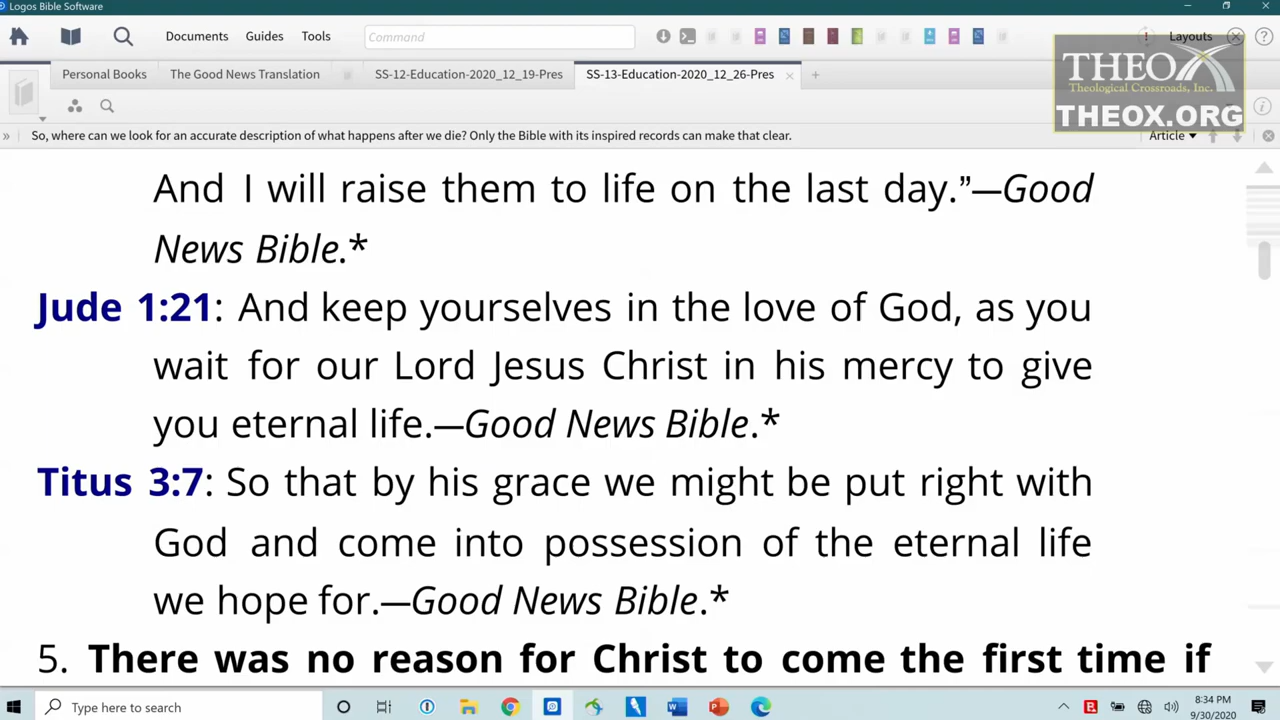 Logos Bible Software
Documents Guides Tools Command Layouts
THEOX
Theological Crossroads, Inc.
THEOX.ORG
Personal Books The Good News Translation SS-12-Education-2020_12_19-Pres SS-13-Education-2020_12_26-Pres
So, where can we look for an accurate description of what happens after we die? Only the Bible with its inspired records can make that clear. Article
And I will raise them to life on the last day.”—Good
News Bible.*
Jude 1:21: And keep yourselves in the love of God, as you
wait for our Lord Jesus Christ in his mercy to give
you eternal life.—Good News Bible.*
Titus 3:7: So that by his grace we might be put right with
God and come into possession of the eternal life
we hope for.—Good News Bible.*
5. There was no reason for Christ to come the first time if
Type here to search
8:34 PM
9/30/2020